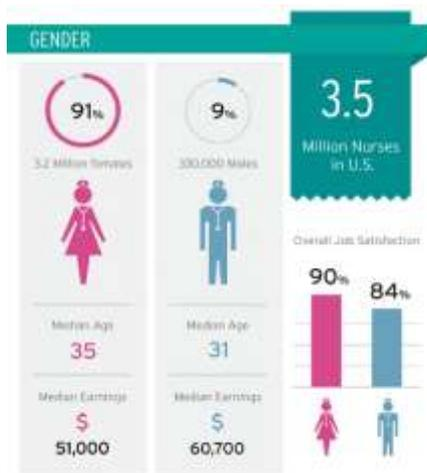 GENDER
91%
3.2 Million females
Median Age
35
Median Earnings
$
51,000
9%
330,000 Males
Median Age
31
Median Earnings
$
60,700
3.5
Million Nurses
in U.S.
Overall Job Satisfaction
90%
84%